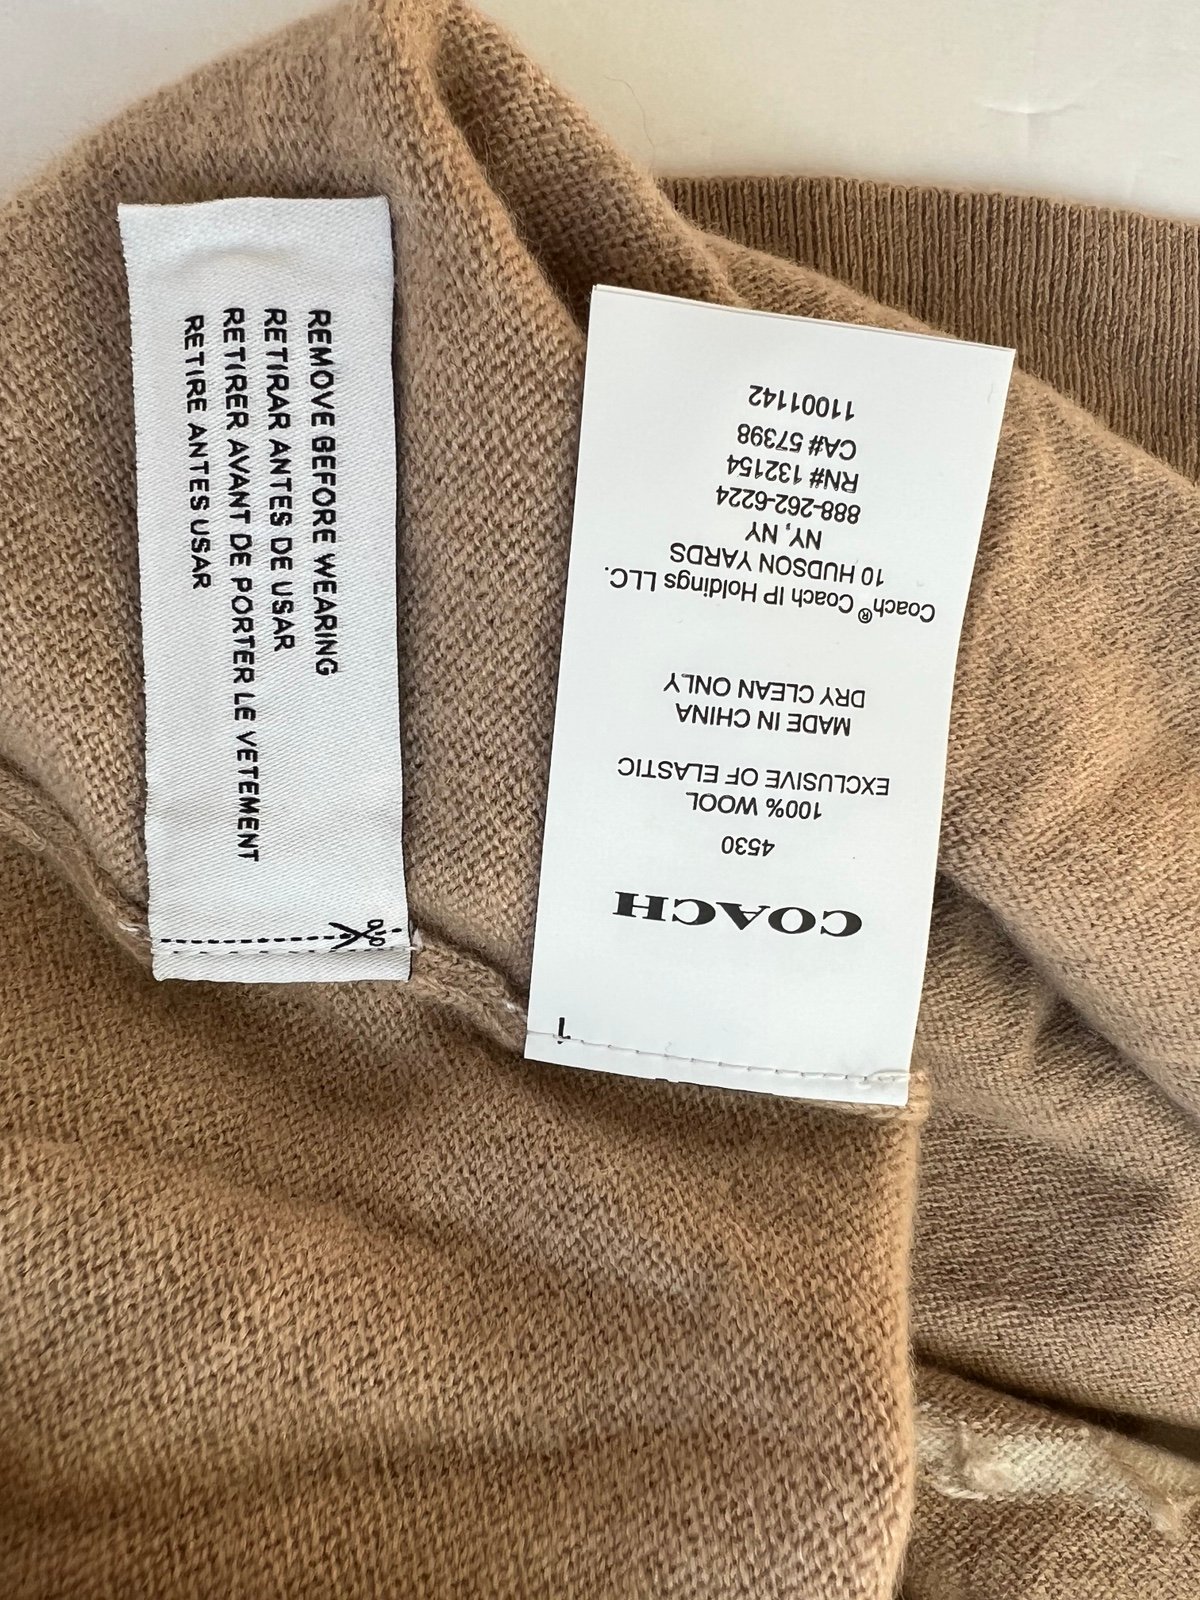 REMOVE BEFORE WEARING
RETIRAR ANTES DE USAR
RETIRER AVANT DE PORTER LE VETEMENT
RETIRE ANTES USAR
1
COACH
4530
100% WOOL
EXCLUSIVE OF ELASTIC
MADE IN CHINA
DRY CLEAN ONLY
Coach® Coach IP Holdings LLC.
10 HUDSON YARDS
NY, NY
888-262-6224
RN# 132154
CA# 57398
11001142